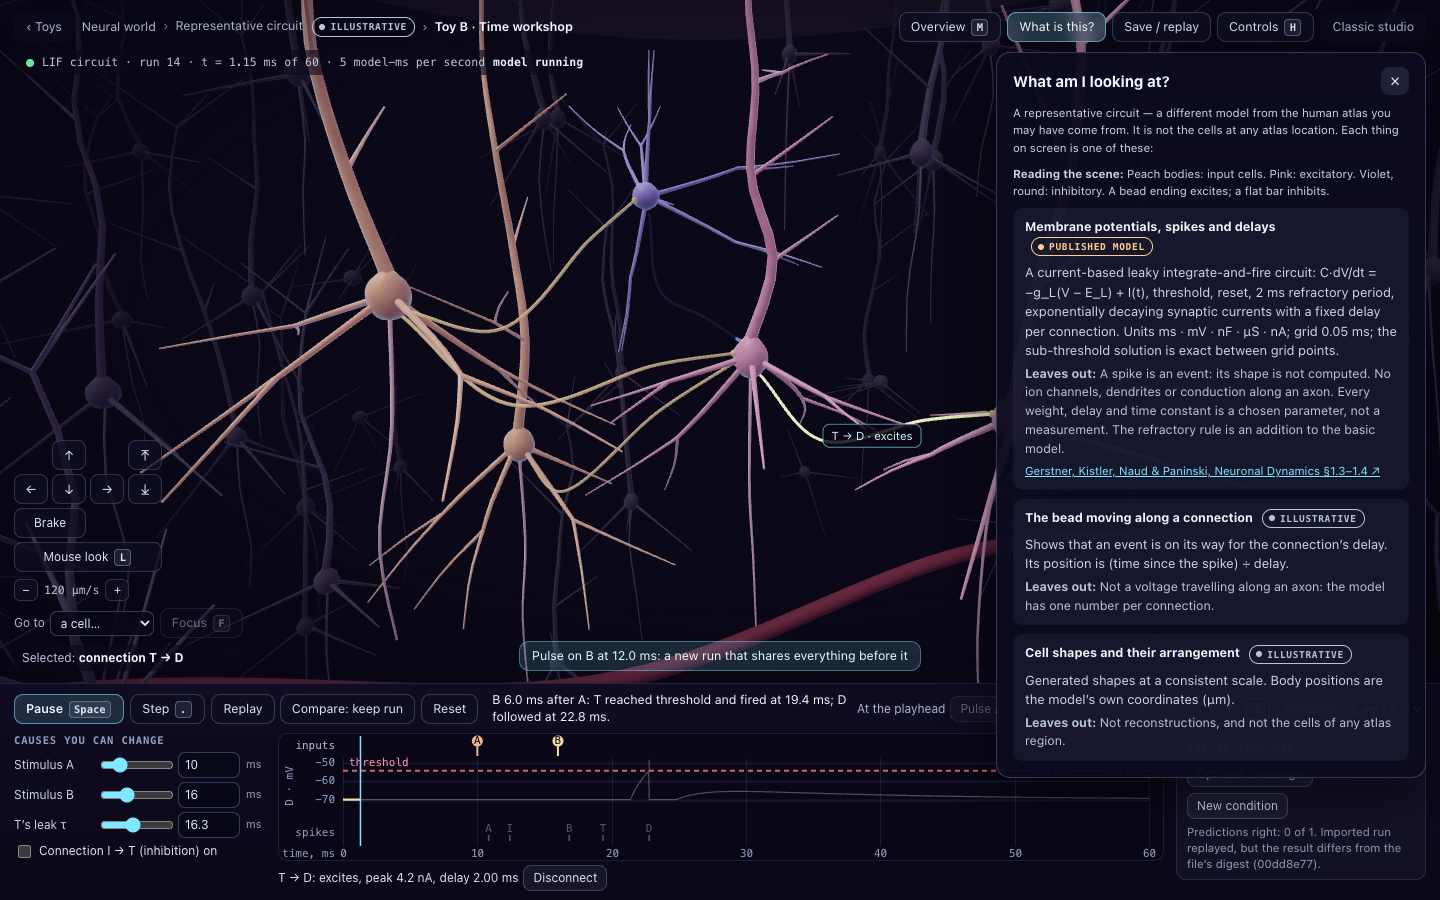 ‹ Toys
Neural world › Representative circuit ILLUSTRATIVE › Toy B · Time workshop
Overview M
What is this?
Save / replay
Controls H
Classic studio
LIF circuit · run 14 · t = 1.15 ms of 60 · 5 model-ms per second model running
What am I looking at?
×
A representative circuit — a different model from the human atlas you
may have come from. It is not the cells at any atlas location. Each thing
on screen is one of these:
Reading the scene: Peach bodies: input cells. Pink: excitatory. Violet,
round: inhibitory. A bead ending excites; a flat bar inhibits.
Membrane potentials, spikes and delays
PUBLISHED MODEL
A current-based leaky integrate-and-fire circuit: C·dV/dt =
−g_L(V − E_L) + I(t), threshold, reset, 2 ms refractory period,
exponentially decaying synaptic currents with a fixed delay
per connection. Units ms · mV · nF · µS · nA; grid 0.05 ms; the
sub-threshold solution is exact between grid points.
Leaves out: A spike is an event: its shape is not computed. No
ion channels, dendrites or conduction along an axon. Every
weight, delay and time constant is a chosen parameter, not a
measurement. The refractory rule is an addition to the basic
model.
Gerstner, Kistler, Naud & Paninski, Neuronal Dynamics §1.3–1.4 ↗
The bead moving along a connection ILLUSTRATIVE
Shows that an event is on its way for the connection’s delay.
Its position is (time since the spike) ÷ delay.
Leaves out: Not a voltage travelling along an axon: the model
has one number per connection.
Cell shapes and their arrangement ILLUSTRATIVE
Generated shapes at a consistent scale. Body positions are
the model’s own coordinates (µm).
Leaves out: Not reconstructions, and not the cells of any atlas
region.
T → D · excites
↑ ⤒
← ↓ → ⤓
Brake
Mouse look L
− 120 µm/s +
Go to a cell... Focus F
Selected: connection T → D
Pulse on B at 12.0 ms: a new run that shares everything before it
Pause Space
Step .
Replay
Compare: keep run
Reset
B 6.0 ms after A: T reached threshold and fired at 19.4 ms; D
followed at 22.8 ms.
At the playhead
Pulse
CAUSES YOU CAN CHANGE
Stimulus A 10 ms
Stimulus B 16 ms
T’s leak τ 16.3 ms
Connection I → T (inhibition) on
inputs A B
D · mV
−50
threshold
−60
−70
spikes A I B T D
time, ms 0 10 20 30 40 50 60
T → D: excites, peak 4.2 nA, delay 2.00 ms Disconnect
New condition
Predictions right: 0 of 1. Imported run
replayed, but the result differs from the
file’s digest (00dd8e77).